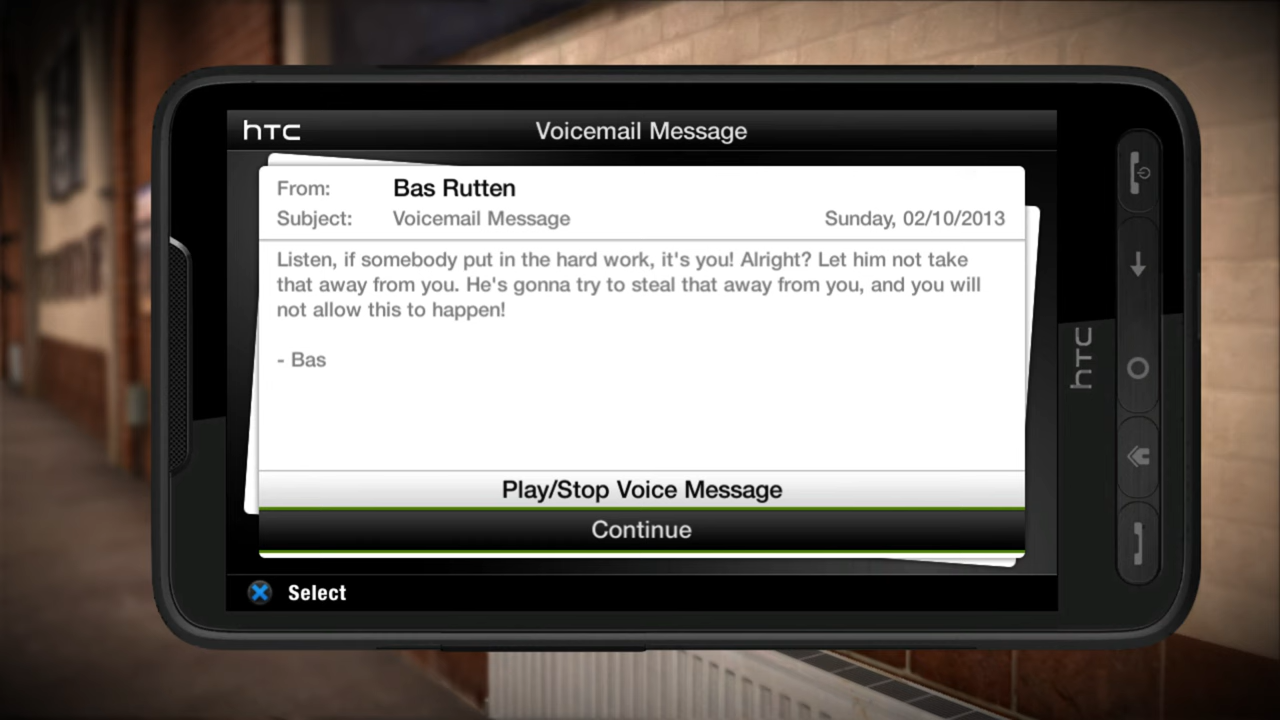 hTC
Voicemail Message
From: Bas Rutten
Subject: Voicemail Message Sunday, 02/10/2013
Listen, if somebody put in the hard work, it's you! Alright? Let him not take
that away from you. He's gonna try to steal that away from you, and you will
not allow this to happen!
- Bas
Play/Stop Voice Message
Continue
Select
hTC